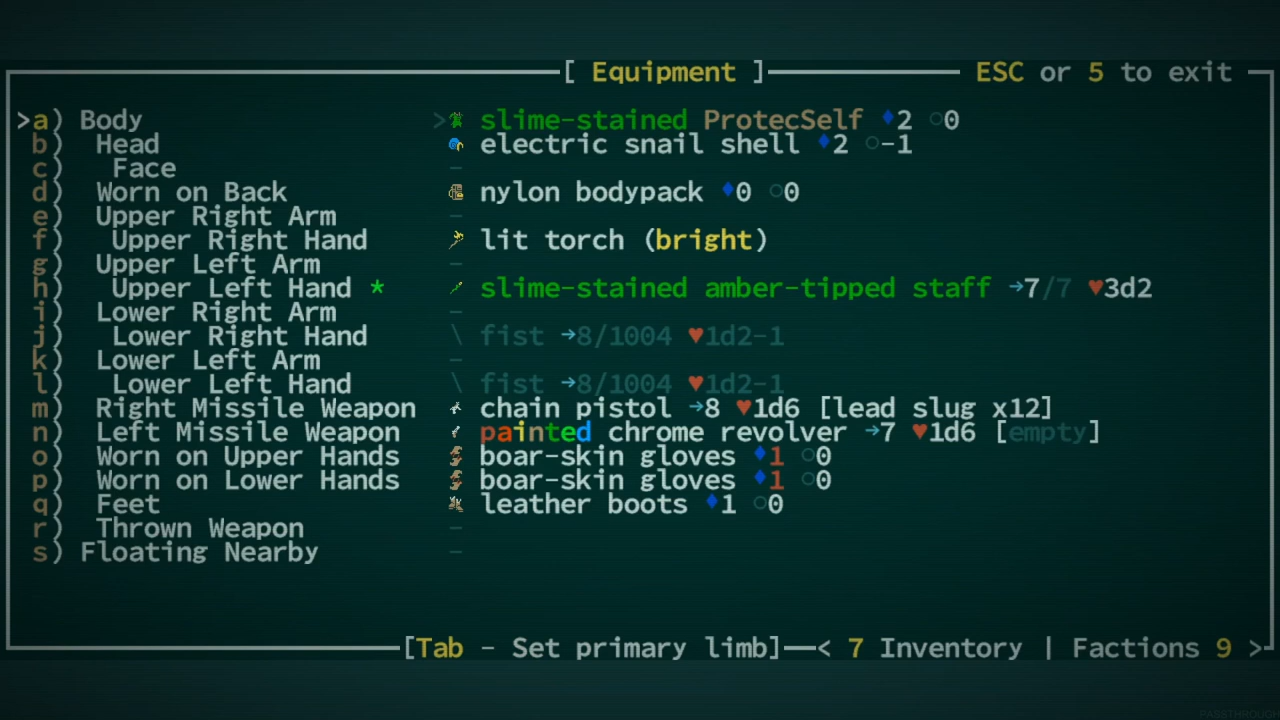 [ Equipment ] ESC or 5 to exit
>a) Body > slime-stained ProtecSelf ♦2 ○0
b) Head electric snail shell ♦2 ○-1
c) Face -
d) Worn on Back nylon bodypack ♦0 ○0
e) Upper Right Arm -
f) Upper Right Hand lit torch (bright)
g) Upper Left Arm -
h) Upper Left Hand * slime-stained amber-tipped staff →7/7 ♥3d2
i) Lower Right Arm -
j) Lower Right Hand \ fist →8/1004 ♥1d2-1
k) Lower Left Arm -
l) Lower Left Hand \ fist →8/1004 ♥1d2-1
m) Right Missile Weapon chain pistol →8 ♥1d6 [lead slug x12]
n) Left Missile Weapon painted chrome revolver →7 ♥1d6 [empty]
o) Worn on Upper Hands boar-skin gloves ♦1 ○0
p) Worn on Lower Hands boar-skin gloves ♦1 ○0
q) Feet leather boots ♦1 ○0
r) Thrown Weapon -
s) Floating Nearby -
[Tab - Set primary limb] < 7 Inventory | Factions 9 >